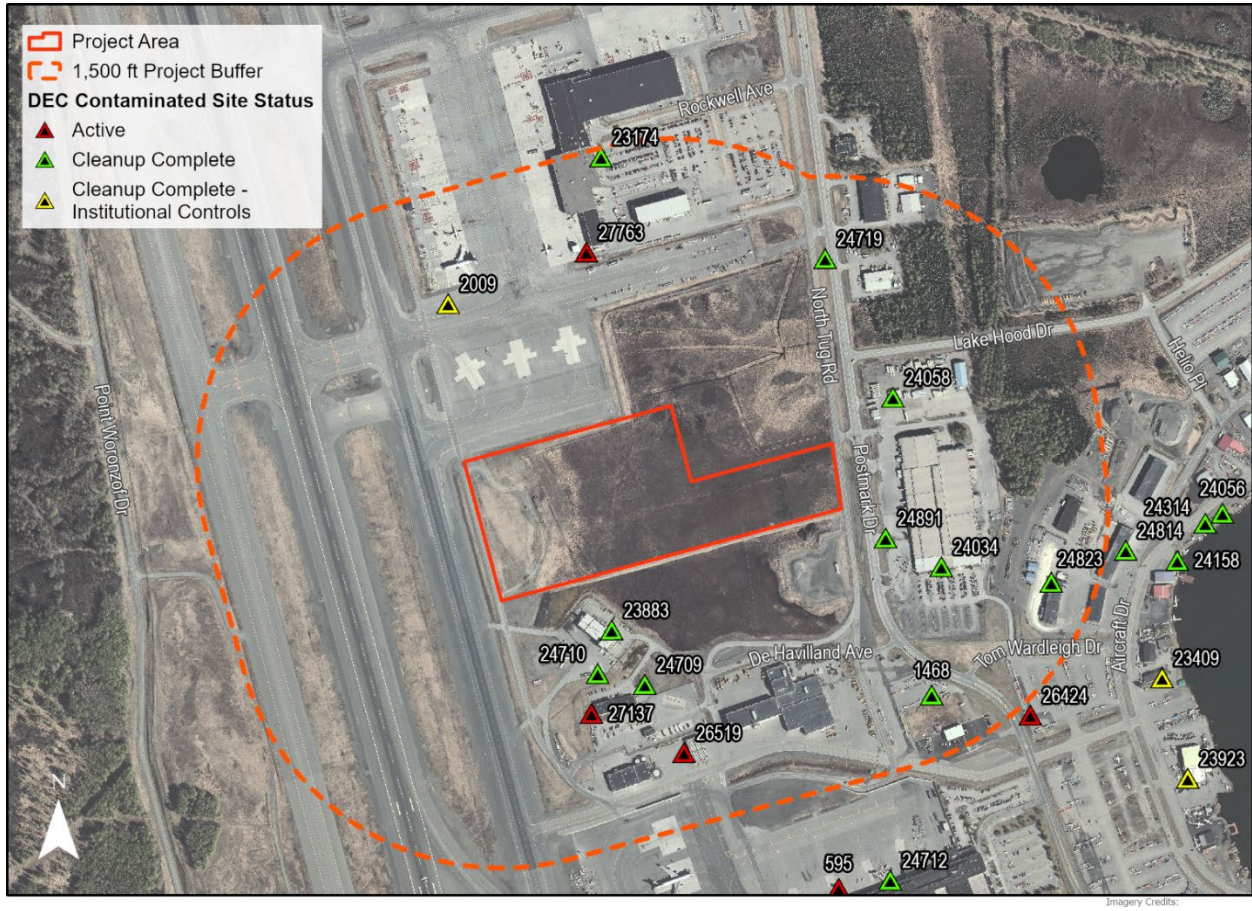 Project Area
1,500 ft Project Buffer
DEC Contaminated Site Status
Active
Cleanup Complete
Cleanup Complete -
Institutional Controls
Rockwell Ave
23174
27763
24719
2009
North Tug Rd
Lake Hood Dr
Helio Pl
24058
Point Woronzof Dr
Postmark Dr
24056
24314
24891
24814
24034
24823
24158
23883
Aircraft Dr
24710
24709
De Havilland Ave
Tom Wardleigh Dr
1468
23409
27137
26424
26519
23923
N
595
24712
Imagery Credits: